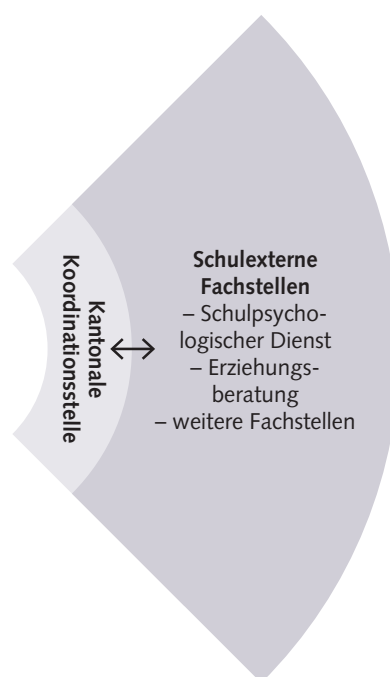 Kantonale
Koordinationsstelle
Schulexterne
Fachstellen
– Schulpsycho-
logischer Dienst
– Erziehungs-
beratung
– weitere Fachstellen